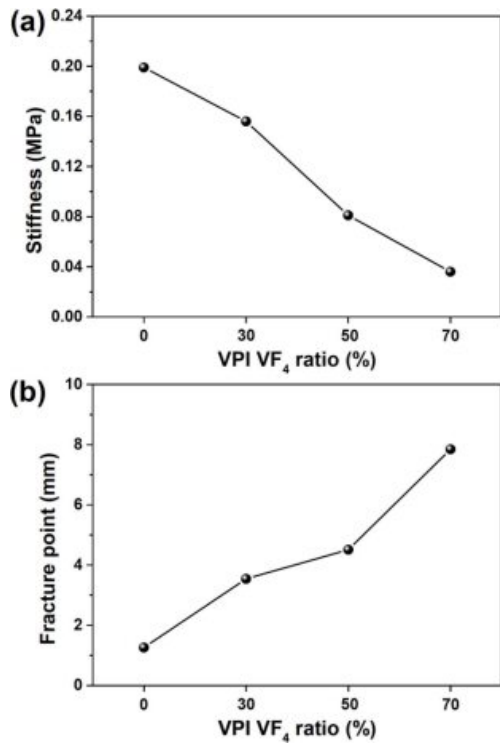 (a)
0.24
0.20
0.16
0.12
0.08
0.04
0.00
Stiffness (MPa)
0 30 50 70
VPI VF₄ ratio (%)
(b)
10
8
6
4
2
0
Fracture point (mm)
0 30 50 70
VPI VF₄ ratio (%)